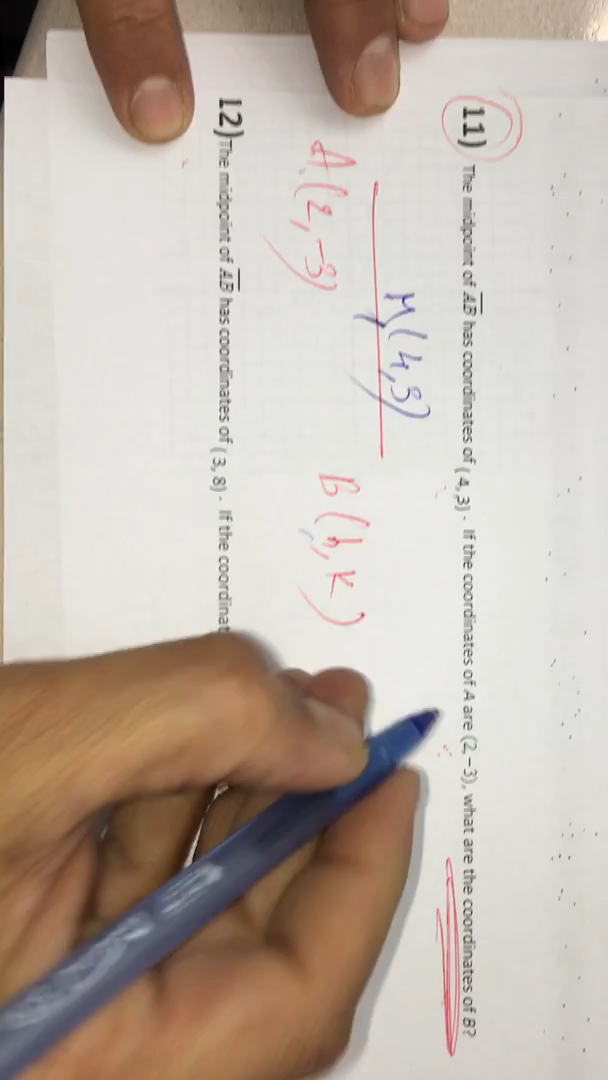 11) The midpoint of AB has coordinates of (4, 3). If the coordinates of A are (2, −3), what are the coordinates of B?
M(4,3)
A(2,-3) B(h,k)
12) The midpoint of AB has coordinates of (3, 8). If the